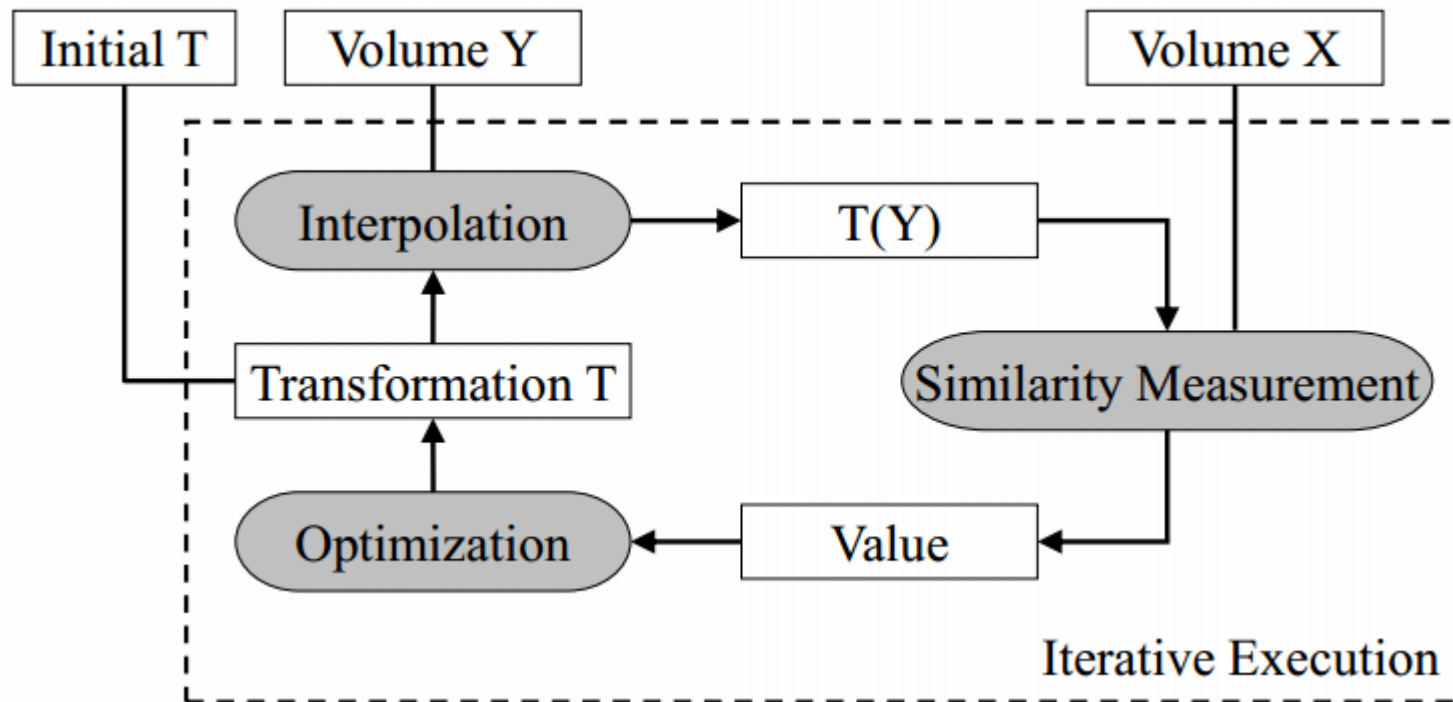 Initial T
Volume Y
Volume X
Interpolation
T(Y)
Transformation T
Similarity Measurement
Optimization
Value
Iterative Execution